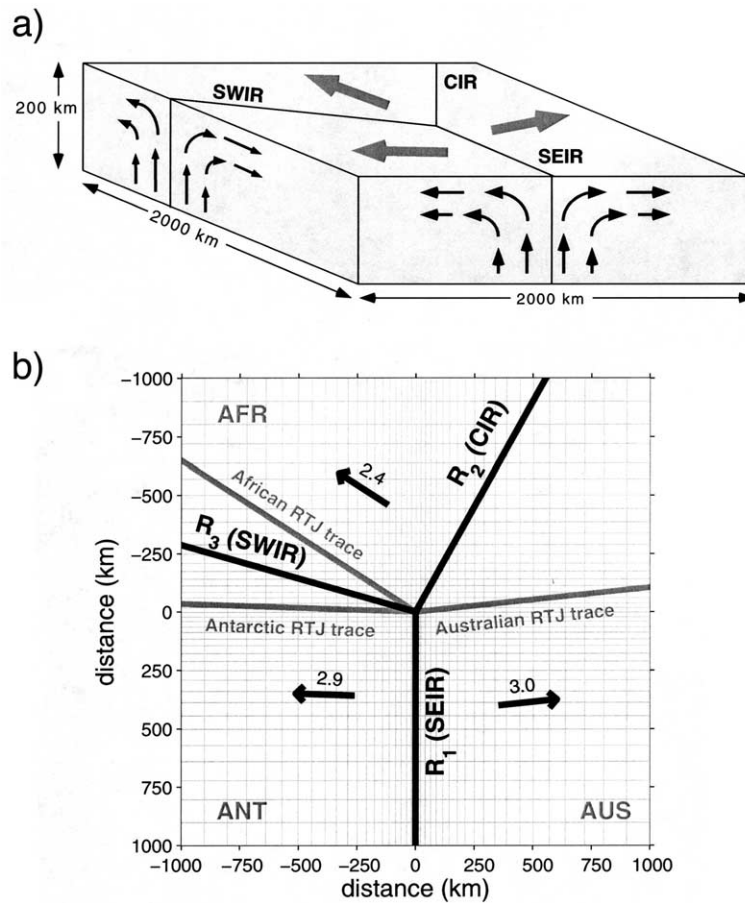 a)
SWIR
CIR
200 km
SEIR
2000 km
2000 km
b)
-1000
-750
-500
-250
0
250
500
750
1000
distance (km)
AFR
2.4
R2 (CIR)
African RTJ trace
R3 (SWIR)
Antarctic RTJ trace
Australian RTJ trace
2.9
3.0
R1 (SEIR)
ANT
AUS
-1000 -750 -500 -250 0 250 500 750 1000
distance (km)